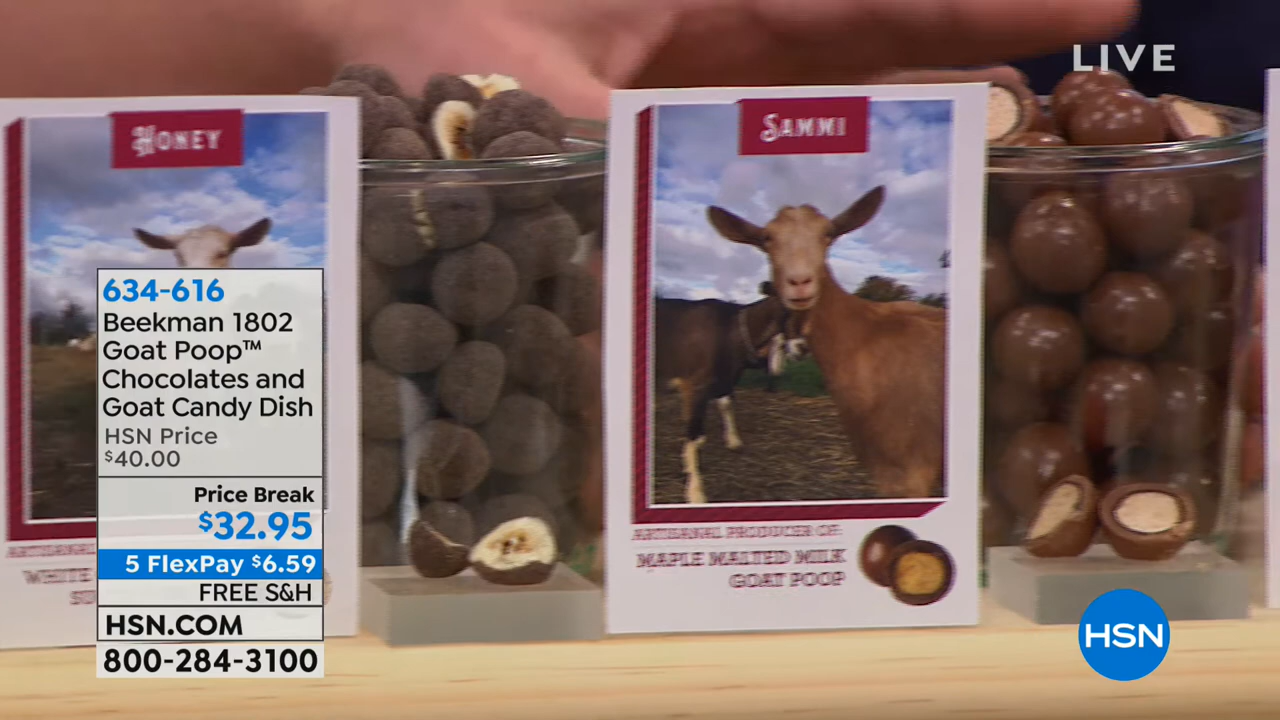 LIVE
HONEY
SAMMI
634-616
Beekman 1802
Goat Poop™
Chocolates and
Goat Candy Dish
HSN Price
$40.00
Price Break
$32.95
5 FlexPay $6.59
FREE S&H
HSN.COM
800-284-3100
ARTISANAL
WHITE
SU
ARTISANAL PRODUCER OF:
MAPLE MALTED MILK
GOAT POOP
HSN